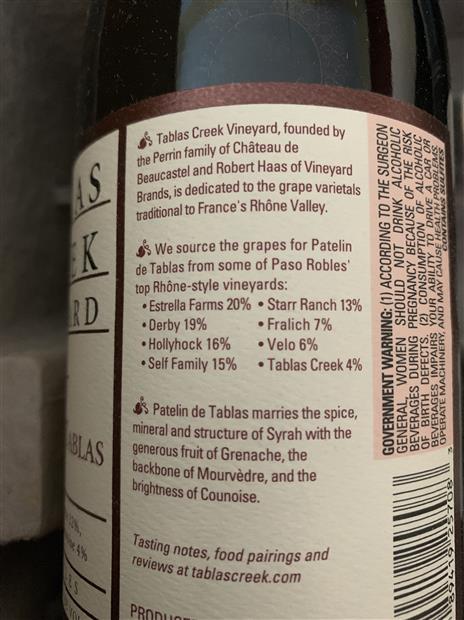 AS
EK
RD
ABLAS
12%,
4%
Tablas Creek Vineyard, founded by
the Perrin family of Château de
Beaucastel and Robert Haas of Vineyard
Brands, is dedicated to the grape varietals
traditional to France's Rhône Valley.
We source the grapes for Patelin
de Tablas from some of Paso Robles'
top Rhône-style vineyards:
• Estrella Farms 20% • Starr Ranch 13%
• Derby 19% • Fralich 7%
• Hollyhock 16% • Velo 6%
• Self Family 15% • Tablas Creek 4%
Patelin de Tablas marries the spice,
mineral and structure of Syrah with the
generous fruit of Grenache, the
backbone of Mourvèdre, and the
brightness of Counoise.
Tasting notes, food pairings and
reviews at tablascreek.com
GOVERNMENT WARNING: (1) ACCORDING TO THE SURGEON
GENERAL, WOMEN SHOULD NOT DRINK ALCOHOLIC
BEVERAGES DURING PREGNANCY BECAUSE OF THE RISK
OF BIRTH DEFECTS. (2) CONSUMPTION OF ALCOHOLIC
BEVERAGES IMPAIRS YOUR ABILITY TO DRIVE A CAR OR
OPERATE MACHINERY, AND MAY CAUSE HEALTH PROBLEMS.
CONTAINS SULFITES
89419 25708 3